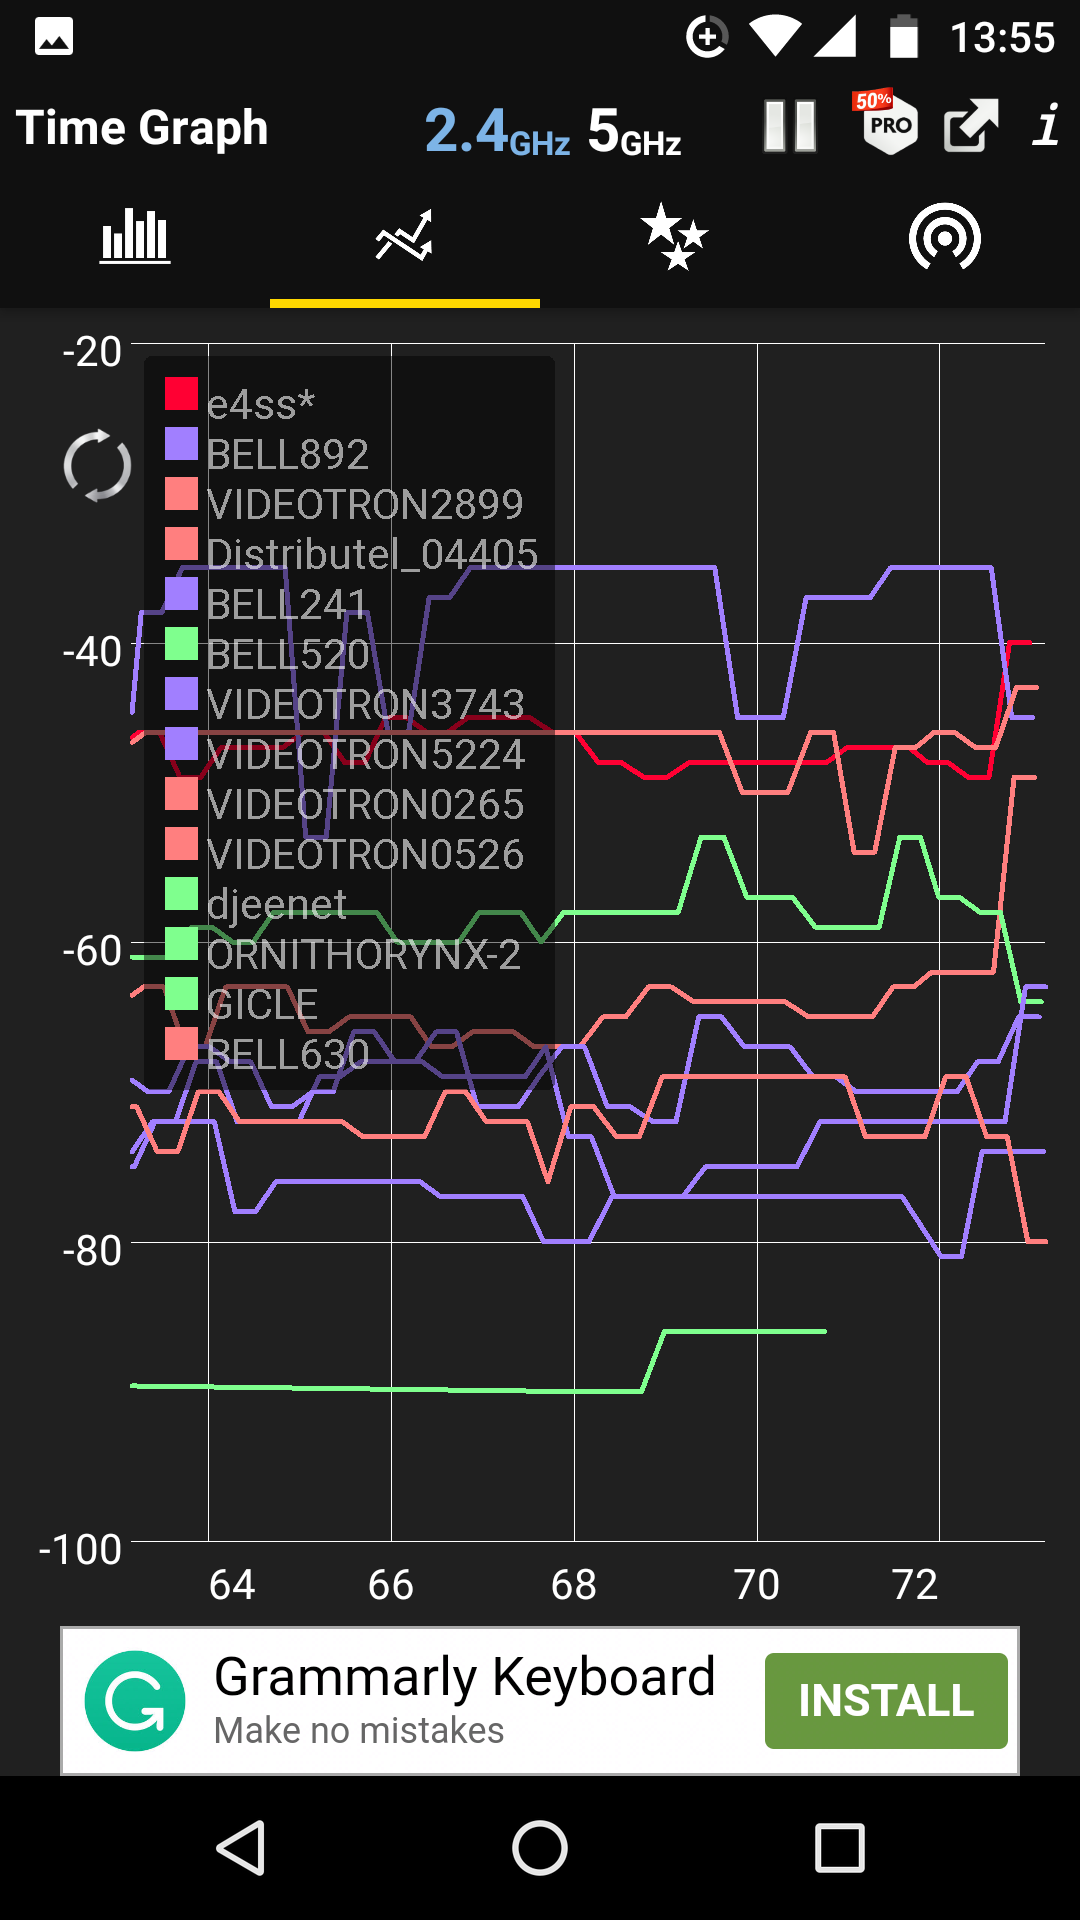 13:55
Time Graph 2.4GHz 5GHz 50% PRO i
-20
e4ss*
BELL892
VIDEOTRON2899
Distributel_04405
BELL241
-40
BELL520
VIDEOTRON3743
VIDEOTRON5224
VIDEOTRON0265
VIDEOTRON0526
djeenet
-60
ORNITHORYNX-2
GICLE
BELL630
-80
-100
64 66 68 70 72
Grammarly Keyboard
Make no mistakes
INSTALL